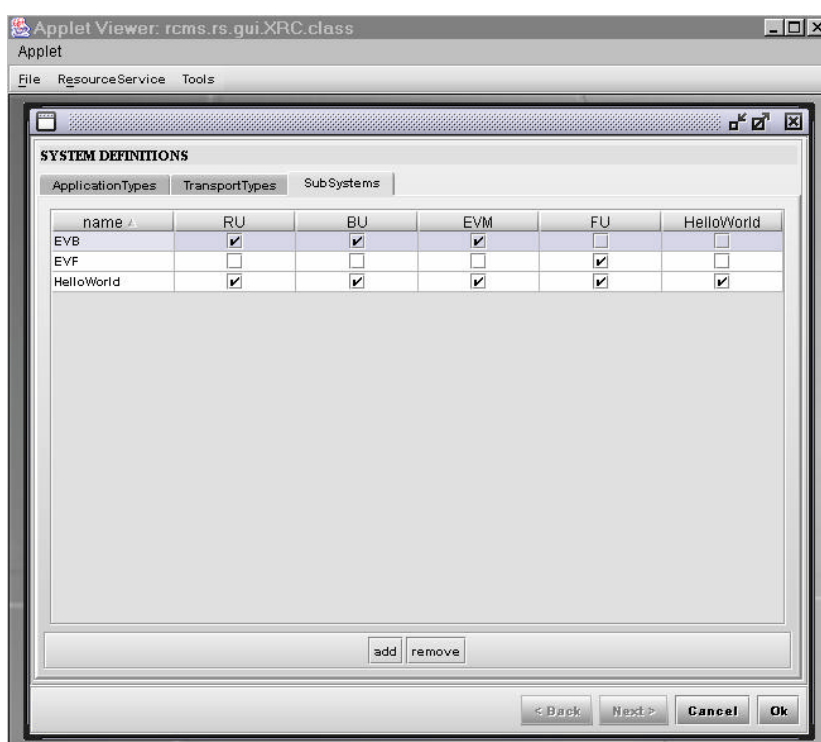 Applet Viewer: rcms.rs.gui.XRC.class
Applet
File ResourceService Tools
SYSTEM DEFINITIONS
ApplicationTypes TransportTypes SubSystems
name RU BU EVM FU HelloWorld
EVB
EVF
HelloWorld
add remove
< Back Next > Cancel Ok